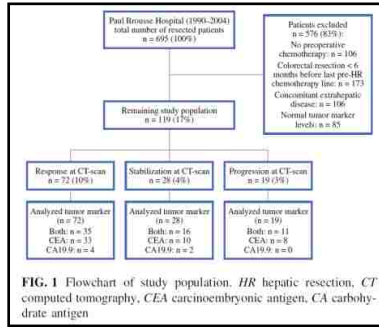 Paul Brousse Hospital (1990–2004)
total number of resected patients
n = 695 (100%)
Patients excluded
n = 576 (83%):
No preoperative
chemotherapy: n = 106
Colorectal resection < 6
months before last pre-HR
chemotherapy line: n = 173
Concomitant extrahepatic
disease: n = 106
Normal tumor marker
levels: n = 85
Remaining study population
n = 119 (17%)
Response at CT-scan
n = 72 (10%)
Stabilization at CT-scan
n = 28 (4%)
Progression at CT-scan
n = 19 (3%)
Analyzed tumor marker
(n = 72)
Both: n = 35
CEA: n = 33
CA19.9: n = 4
Analyzed tumor marker
(n = 28)
Both: n = 16
CEA: n = 10
CA19.9: n = 2
Analyzed tumor marker
(n = 19)
Both: n = 11
CEA: n = 8
CA19.9: n = 0
FIG. 1 Flowchart of study population. HR hepatic resection, CT
computed tomography, CEA carcinoembryonic antigen, CA carbohy-
drate antigen